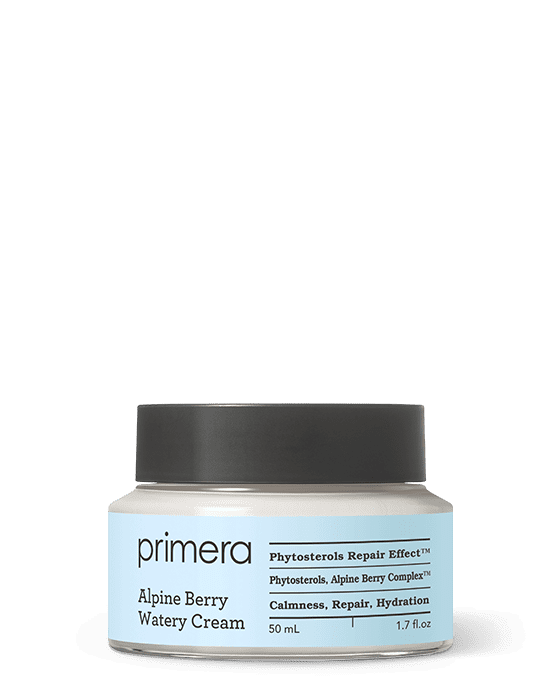 primera
Alpine Berry
Watery Cream
Phytosterols Repair Effect™
Phytosterols, Alpine Berry Complex™
Calmness, Repair, Hydration
50 mL 1.7 fl.oz